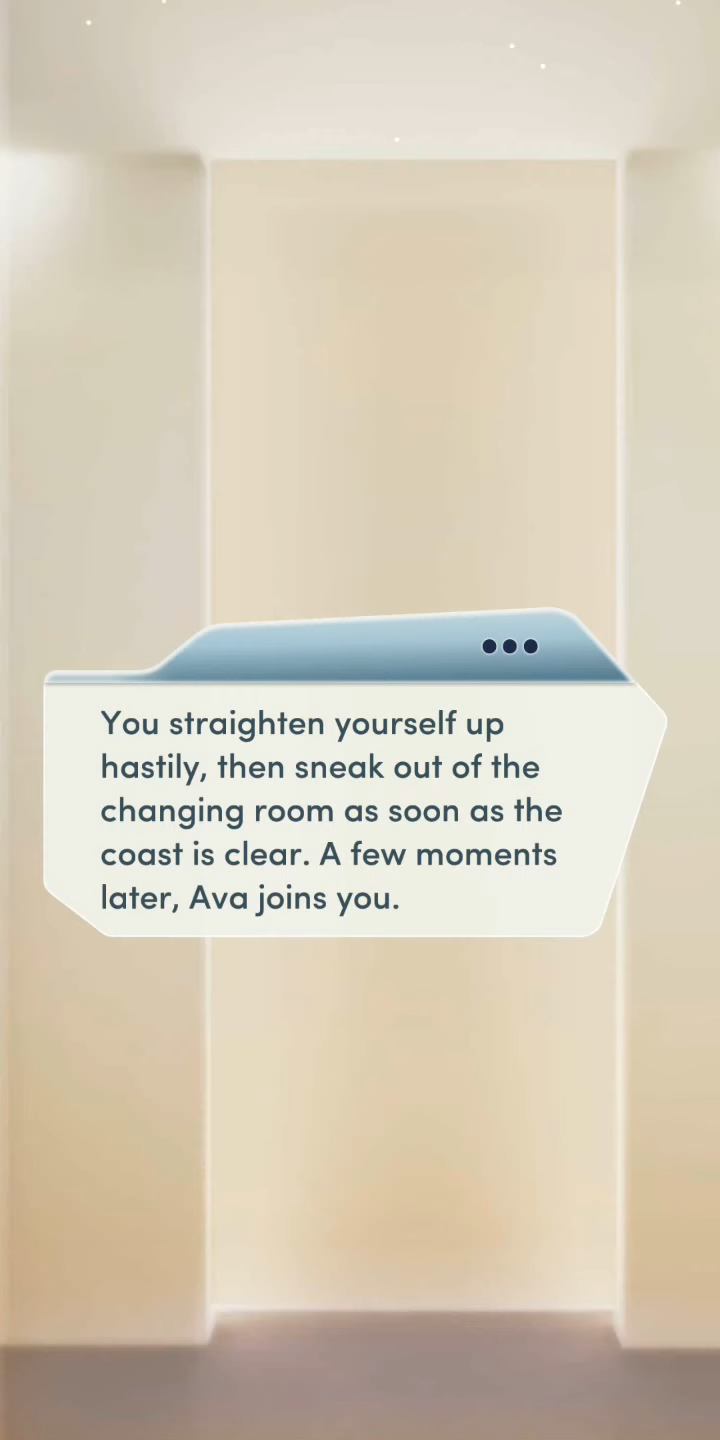 You straighten yourself up
hastily, then sneak out of the
changing room as soon as the
coast is clear. A few moments
later, Ava joins you.